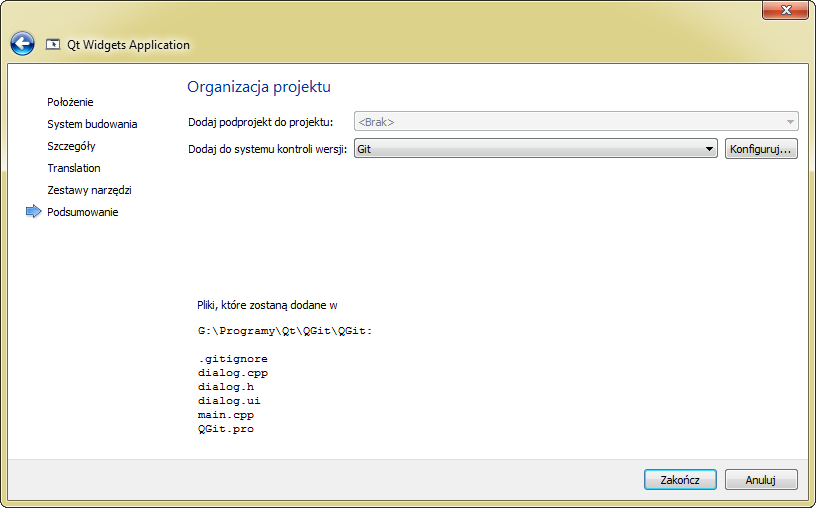 Qt Widgets Application
Organizacja projektu
Położenie
System budowania
Szczegóły
Translation
Zestawy narzędzi
Podsumowanie
Dodaj podprojekt do projektu: <Brak>
Dodaj do systemu kontroli wersji: Git Konfiguruj...
Pliki, które zostaną dodane w
G:\Programy\Qt\QGit\QGit:
.gitignore
dialog.cpp
dialog.h
dialog.ui
main.cpp
QGit.pro
Zakończ Anuluj